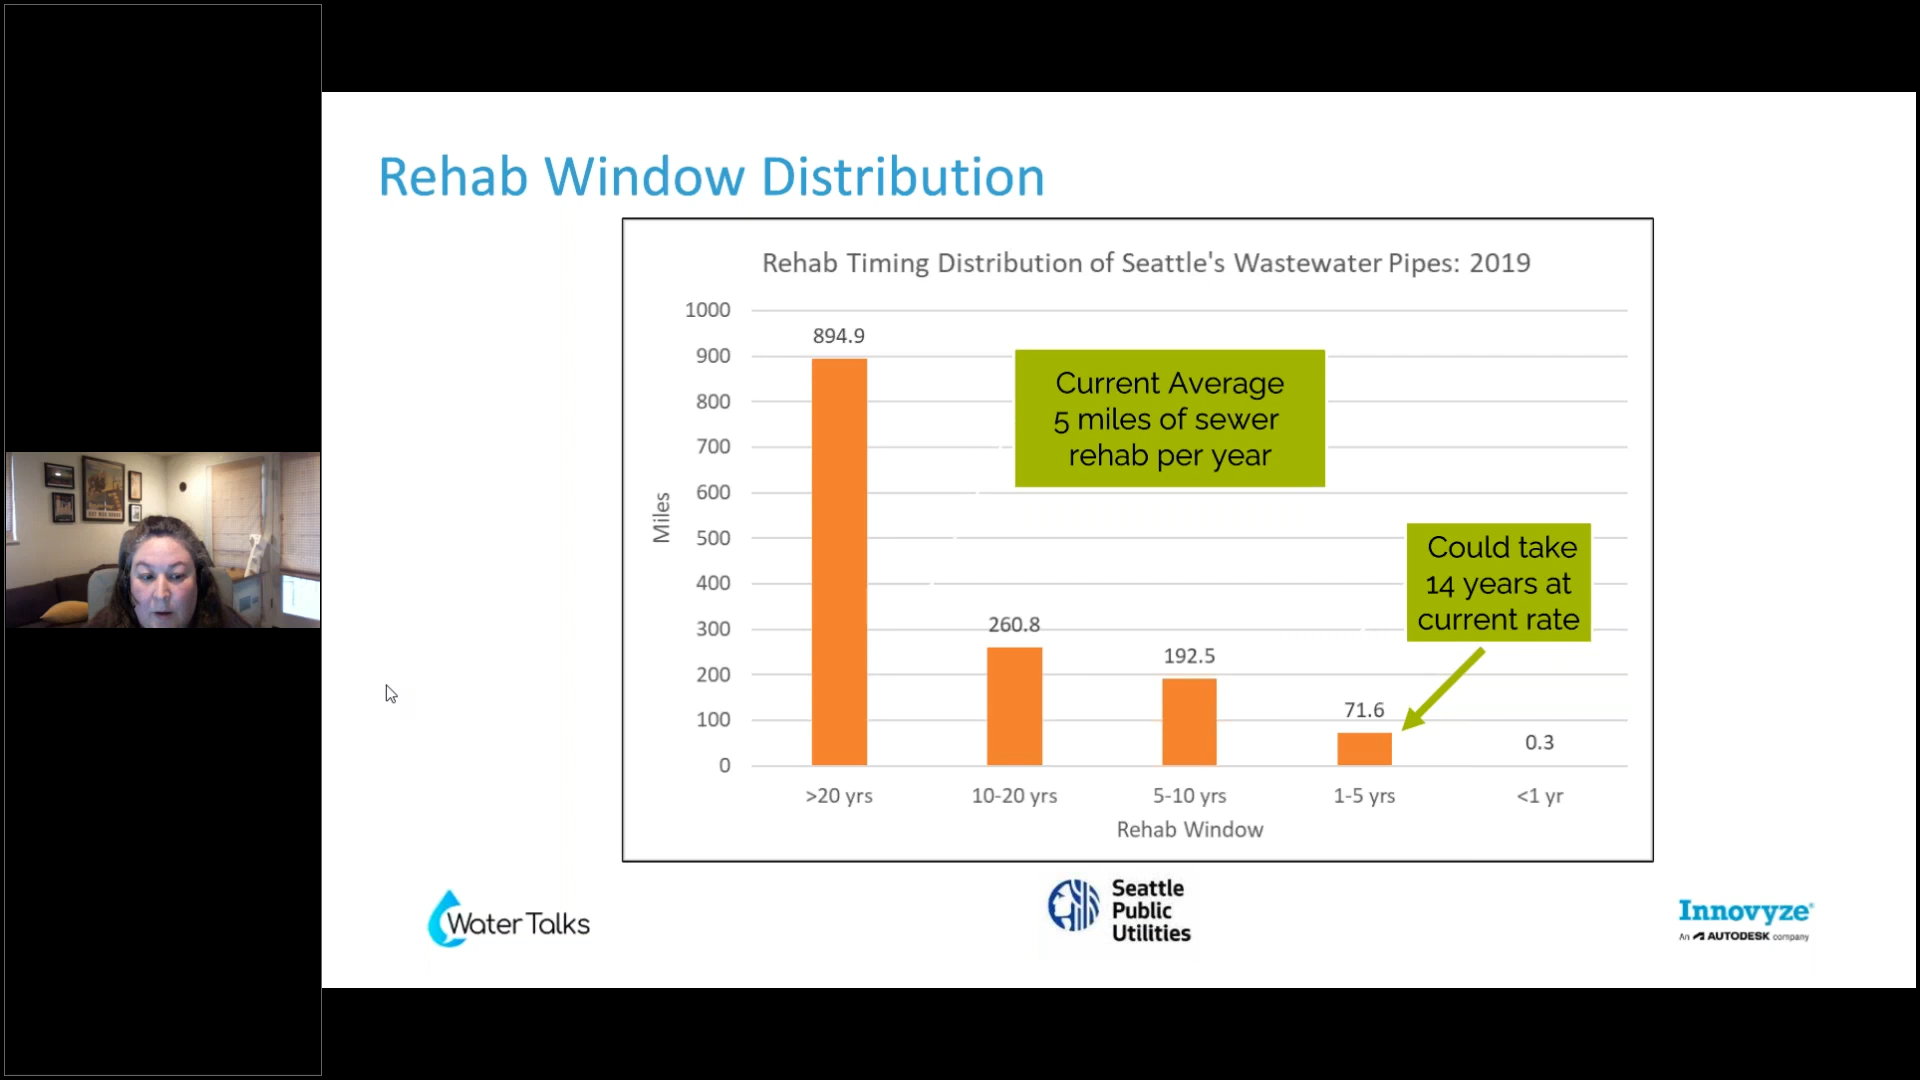 Rehab Window Distribution
Rehab Timing Distribution of Seattle's Wastewater Pipes: 2019
1000
900
800
700
600
500
400
300
200
100
0
Miles
894.9
260.8
192.5
71.6
0.3
Current Average
5 miles of sewer
rehab per year
Could take
14 years at
current rate
>20 yrs
10-20 yrs
5-10 yrs
1-5 yrs
<1 yr
Rehab Window
Water Talks
Seattle
Public
Utilities
Innovyze®
An AUTODESK company